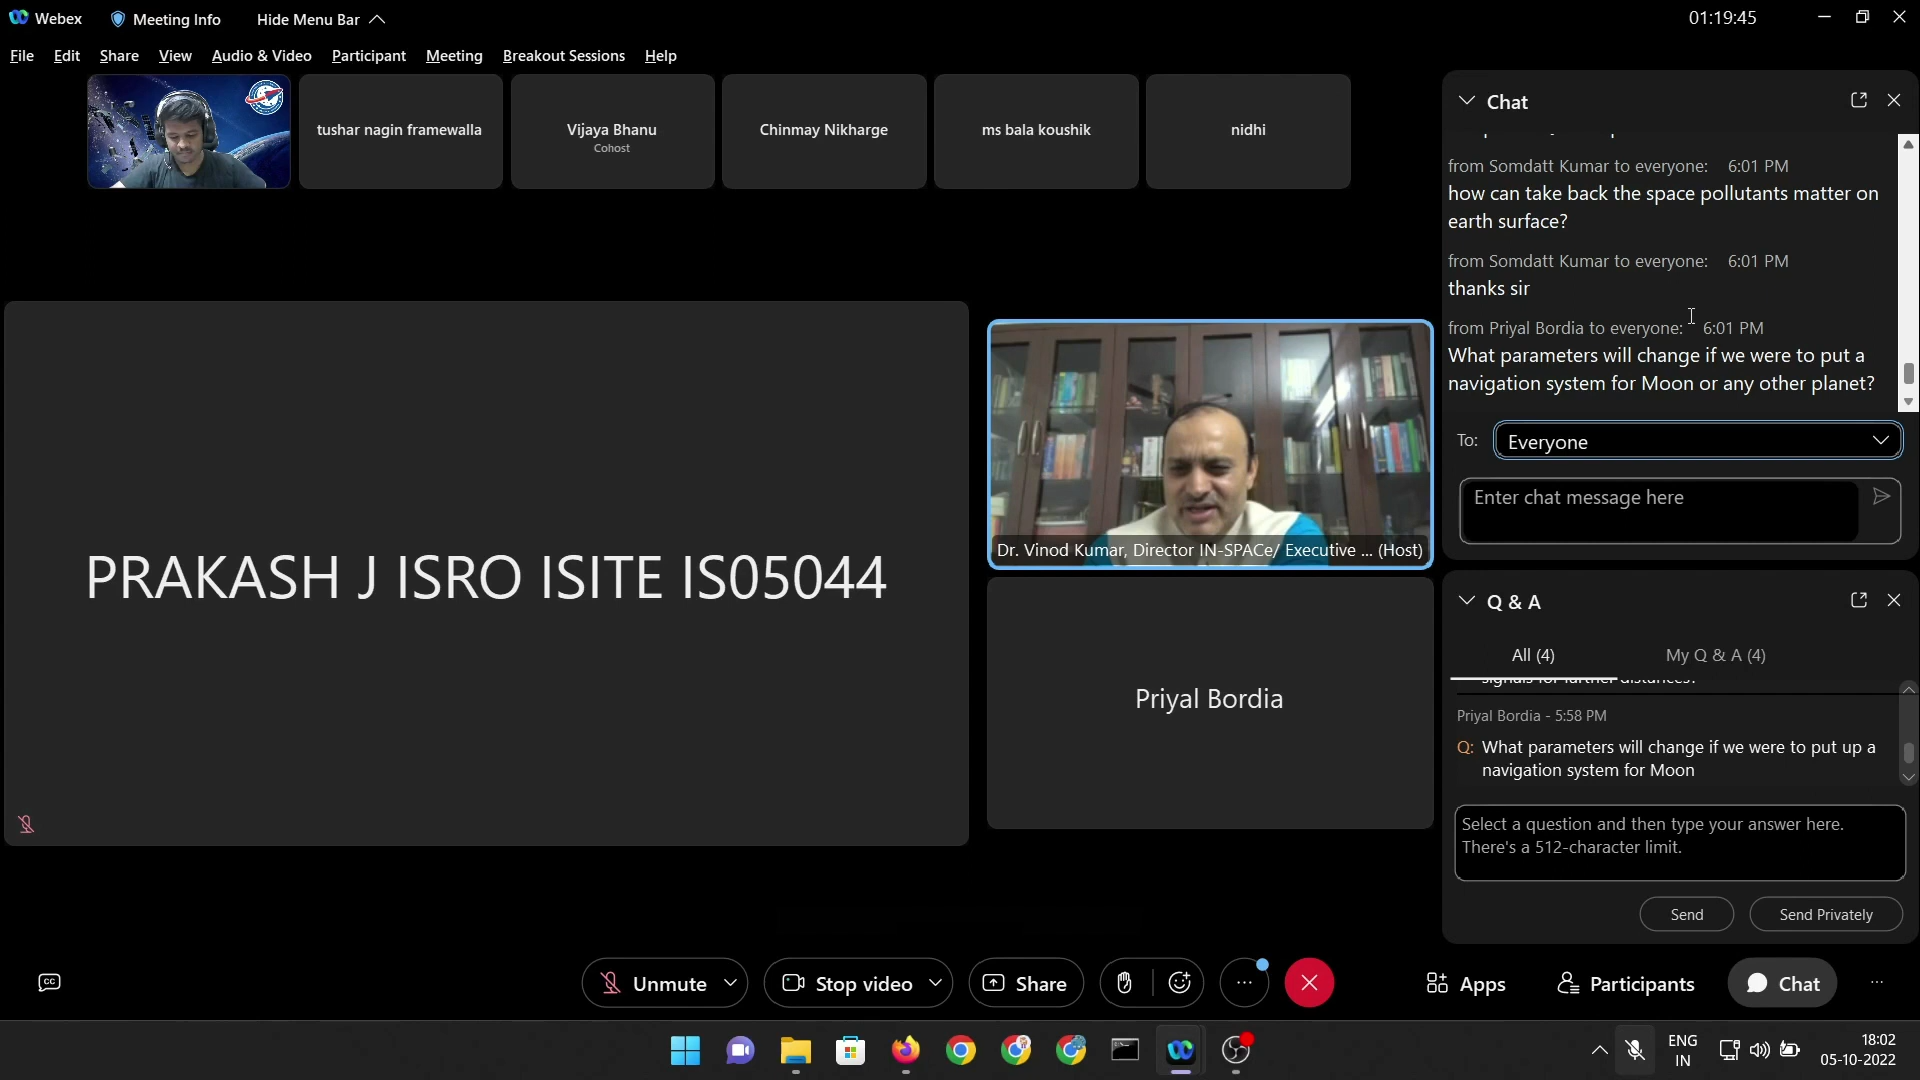 Webex
Meeting Info
Hide Menu Bar
01:19:45
File Edit Share View Audio & Video Participant Meeting Breakout Sessions Help
tushar nagin framewalla
Vijaya Bhanu
Cohost
Chinmay Nikharge
ms bala koushik
nidhi
PRAKASH J ISRO ISITE IS05044
Dr. Vinod Kumar, Director IN-SPACe/ Executive ... (Host)
Priyal Bordia
Chat
from Somdatt Kumar to everyone: 6:01 PM
how can take back the space pollutants matter on
earth surface?
from Somdatt Kumar to everyone: 6:01 PM
thanks sir
from Priyal Bordia to everyone: 6:01 PM
What parameters will change if we were to put a
navigation system for Moon or any other planet?
To: Everyone
Enter chat message here
Q & A
All (4) My Q & A (4)
signals for further distances?
Priyal Bordia - 5:58 PM
Q: What parameters will change if we were to put up a
navigation system for Moon
Select a question and then type your answer here.
There's a 512-character limit.
Send Send Privately
CC
Unmute Stop video Share
Apps Participants Chat
ENG
IN
18:02
05-10-2022